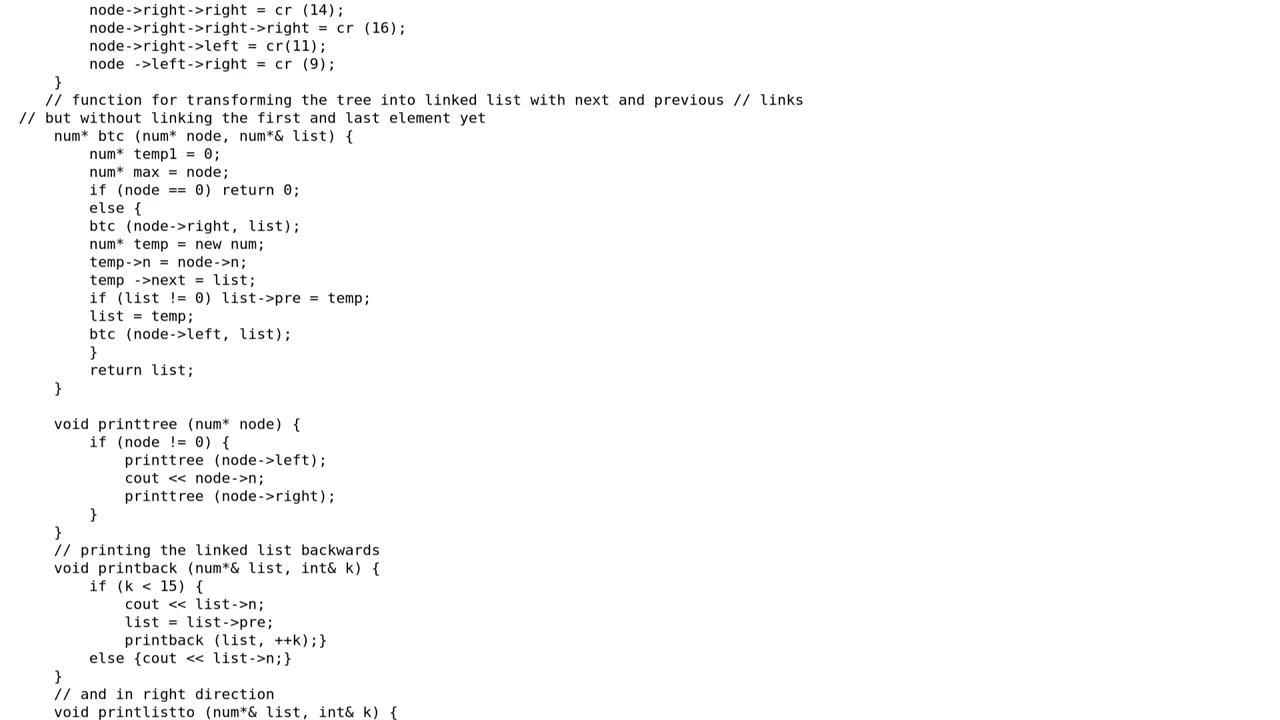 node->right->right = cr (14);
node->right->right->right = cr (16);
node->right->left = cr(11);
node ->left->right = cr (9);
}
// function for transforming the tree into linked list with next and previous // links
// but without linking the first and last element yet
num* btc (num* node, num*& list) {
num* temp1 = 0;
num* max = node;
if (node == 0) return 0;
else {
btc (node->right, list);
num* temp = new num;
temp->n = node->n;
temp ->next = list;
if (list != 0) list->pre = temp;
list = temp;
btc (node->left, list);
}
return list;
}
void printtree (num* node) {
if (node != 0) {
printtree (node->left);
cout << node->n;
printtree (node->right);
}
}
// printing the linked list backwards
void printback (num*& list, int& k) {
if (k < 15) {
cout << list->n;
list = list->pre;
printback (list, ++k);}
else {cout << list->n;}
}
// and in right direction
void printlistto (num*& list, int& k) {